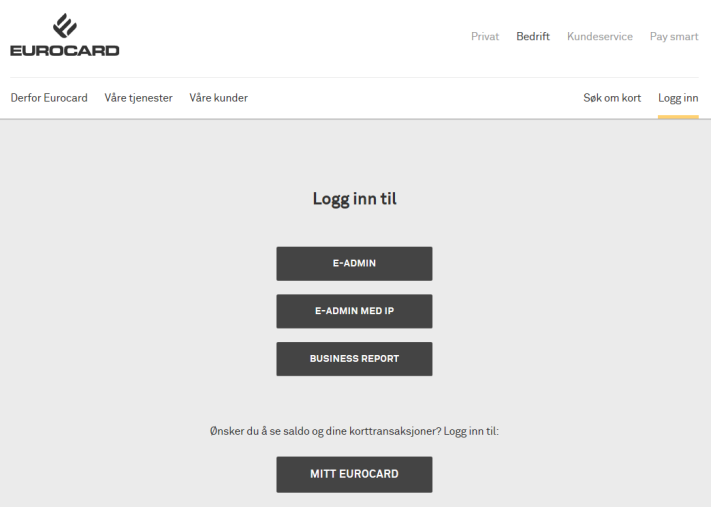 EUROCARD
Privat Bedrift Kundeservice Pay smart
Derfor Eurocard Våre tjenester Våre kunder Søk om kort Logg inn
Logg inn til
E-ADMIN
E-ADMIN MED IP
BUSINESS REPORT
Ønsker du å se saldo og dine korttransaksjoner? Logg inn til:
MITT EUROCARD